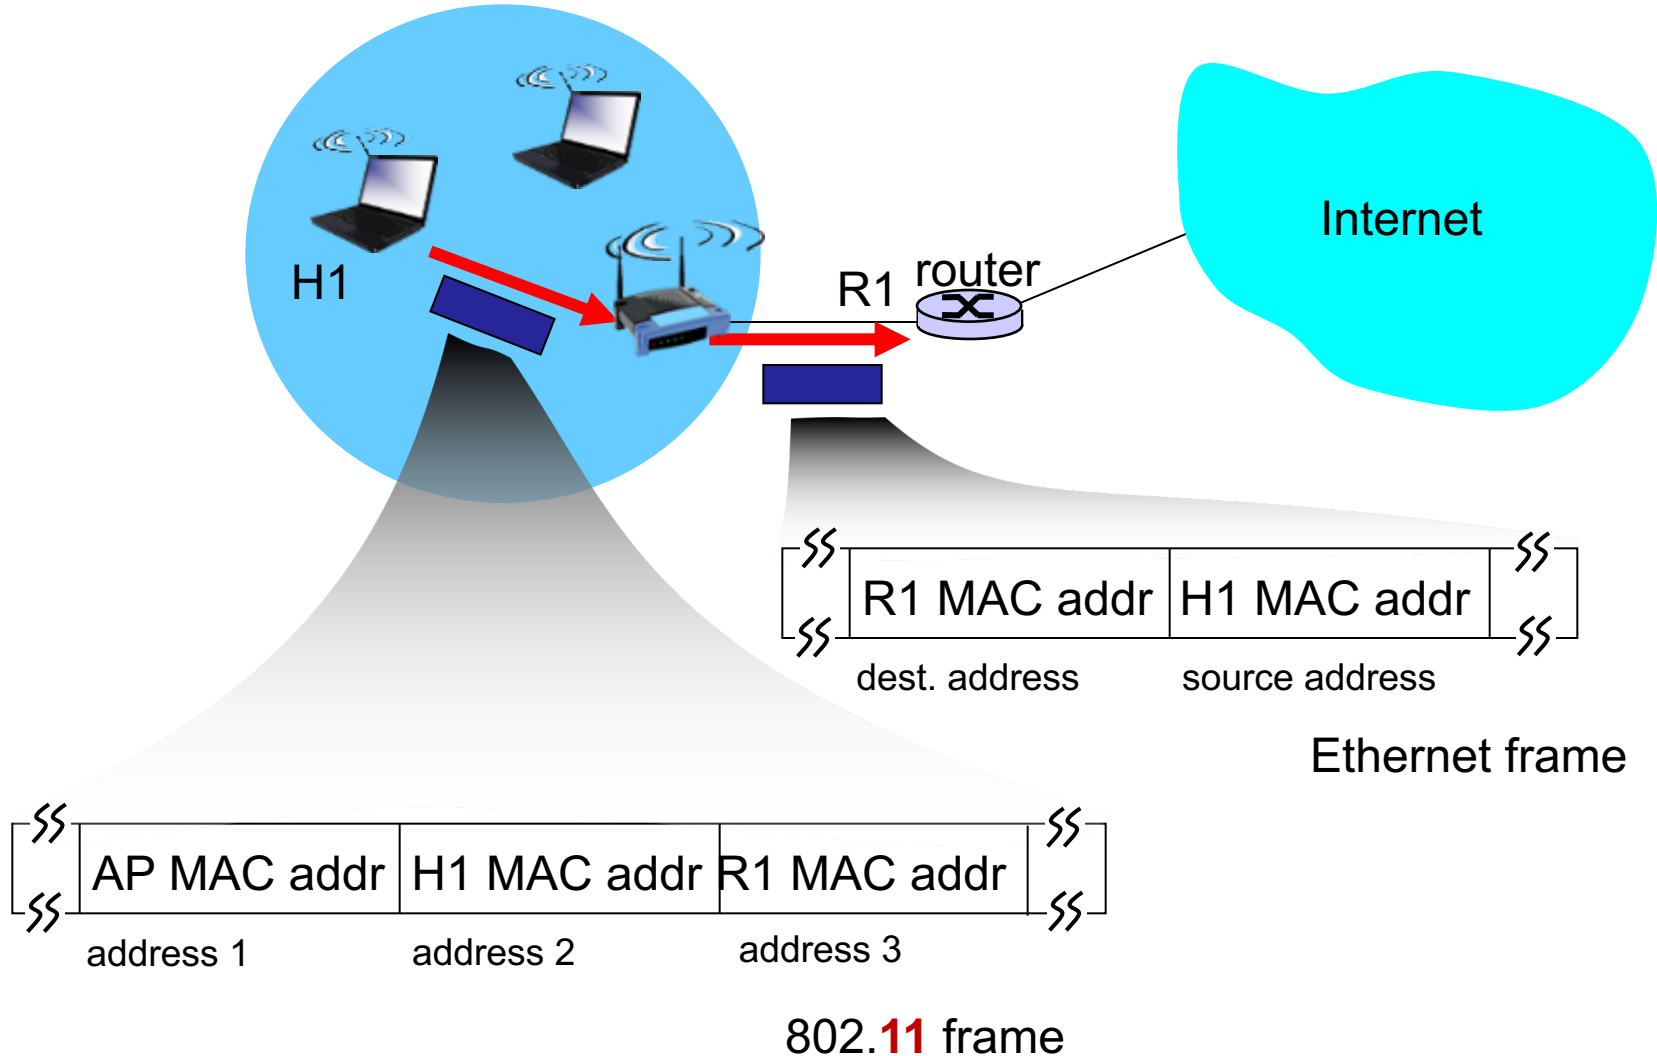 H1
R1
router
Internet
R1 MAC addr
H1 MAC addr
dest. address
source address
Ethernet frame
AP MAC addr
H1 MAC addr
R1 MAC addr
address 1
address 2
address 3
802.11 frame